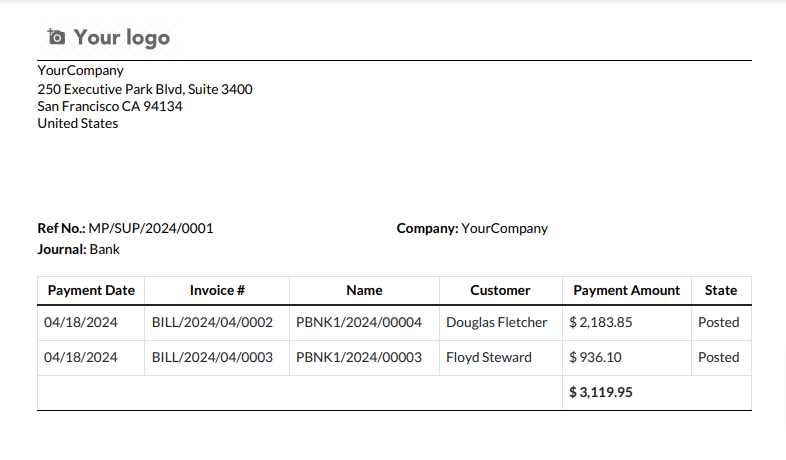 Your logo
YourCompany
250 Executive Park Blvd, Suite 3400
San Francisco CA 94134
United States
Ref No.: MP/SUP/2024/0001 Company: YourCompany
Journal: Bank
Payment Date Invoice # Name Customer Payment Amount State
04/18/2024 BILL/2024/04/0002 PBNK1/2024/00004 Douglas Fletcher $ 2,183.85 Posted
04/18/2024 BILL/2024/04/0003 PBNK1/2024/00003 Floyd Steward $ 936.10 Posted
$ 3,119.95